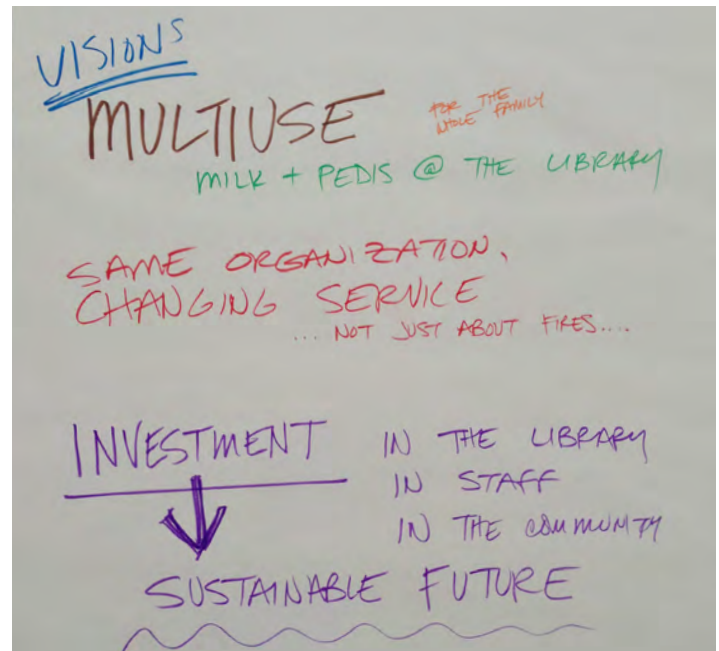 VISIONS
MULTIUSE
FOR THE
WHOLE FAMILY
MILK + PEDIS @ THE LIBRARY
SAME ORGANIZATION,
CHANGING SERVICE
... NOT JUST ABOUT FIRES....
INVESTMENT
IN THE LIBRARY
IN STAFF
IN THE COMMUNITY
SUSTAINABLE FUTURE